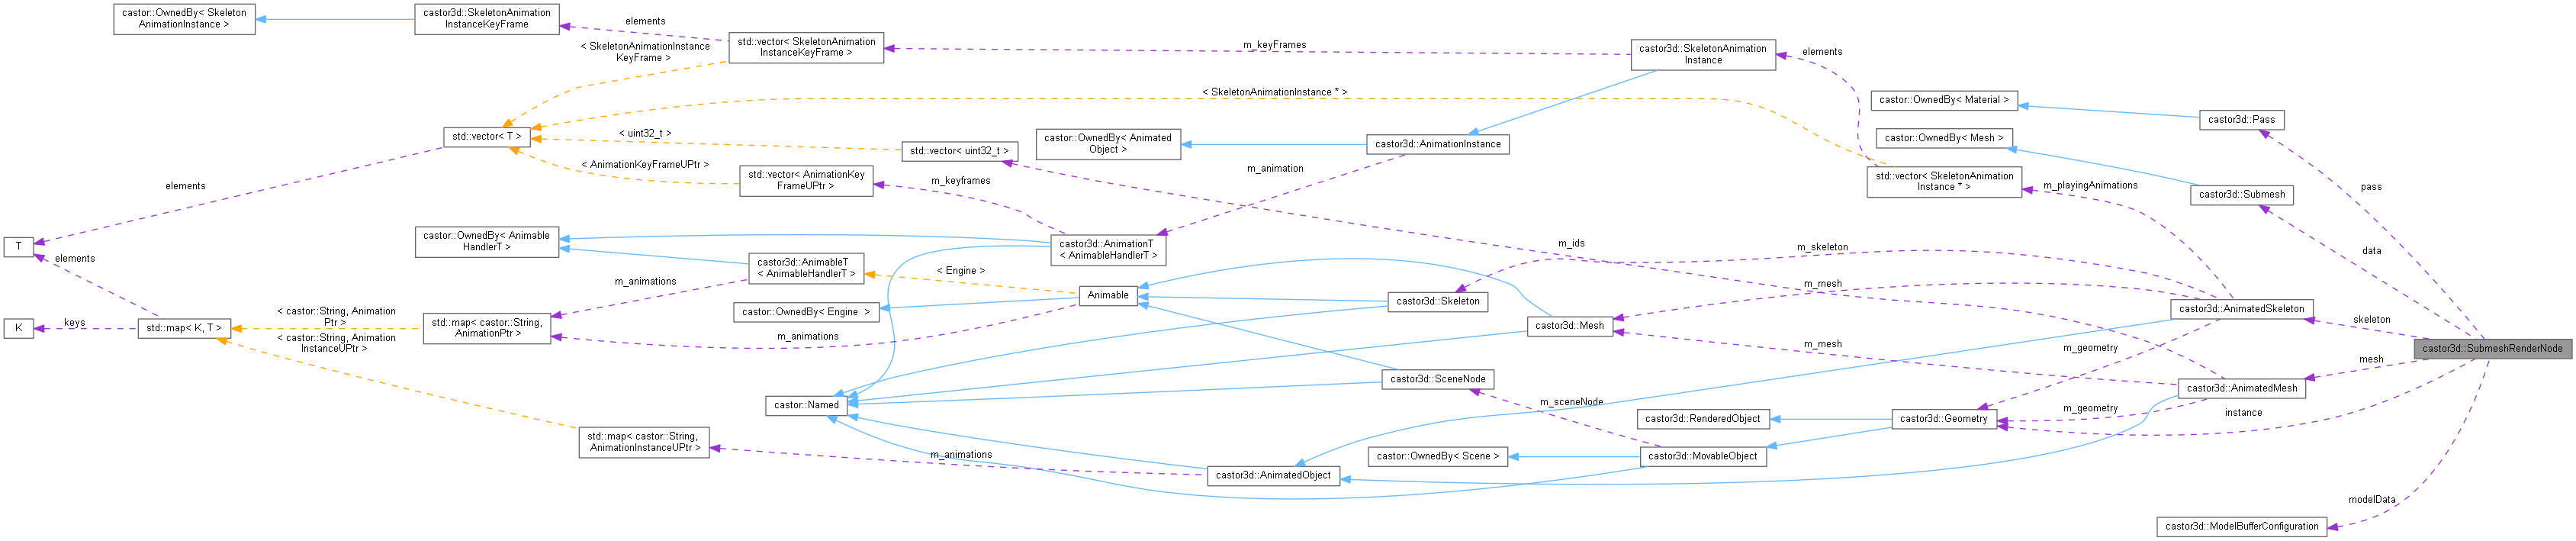 castor::OwnedBy< Skeleton
AnimationInstance >
castor3d::SkeletonAnimation
InstanceKeyFrame
elements
< SkeletonAnimationInstance
KeyFrame >
std::vector< SkeletonAnimation
InstanceKeyFrame >
m_keyFrames
castor3d::SkeletonAnimation
Instance
elements
< SkeletonAnimationInstance * >
castor::OwnedBy< Material >
castor3d::Pass
std::vector< T >
< uint32_t >
castor::OwnedBy< Animated
Object >
castor3d::AnimationInstance
castor::OwnedBy< Mesh >
std::vector< uint32_t >
< AnimationKeyFrameUPtr >
m_animation
std::vector< AnimationKey
FrameUPtr >
m_keyframes
std::vector< SkeletonAnimation
Instance * >
m_playingAnimations
pass
castor3d::Submesh
elements
T
elements
castor::OwnedBy< Animable
HandlerT >
castor3d::AnimationT
< AnimableHandlerT >
m_ids
m_skeleton
data
castor3d::AnimableT
< AnimableHandlerT >
< Engine >
m_animations
m_mesh
Animable
castor3d::Skeleton
castor::OwnedBy< Engine >
castor3d::AnimatedSkeleton
< castor::String, Animation
Ptr >
K
keys
std::map< K, T >
std::map< castor::String,
AnimationPtr >
castor3d::Mesh
skeleton
< castor::String, Animation
InstanceUPtr >
m_animations
m_mesh
m_geometry
castor3d::SubmeshRenderNode
mesh
castor3d::SceneNode
castor3d::AnimatedMesh
castor::Named
m_sceneNode
castor3d::RenderedObject
castor3d::Geometry
m_geometry
instance
std::map< castor::String,
AnimationInstanceUPtr >
m_animations
castor::OwnedBy< Scene >
castor3d::MovableObject
castor3d::AnimatedObject
modelData
castor3d::ModelBufferConfiguration